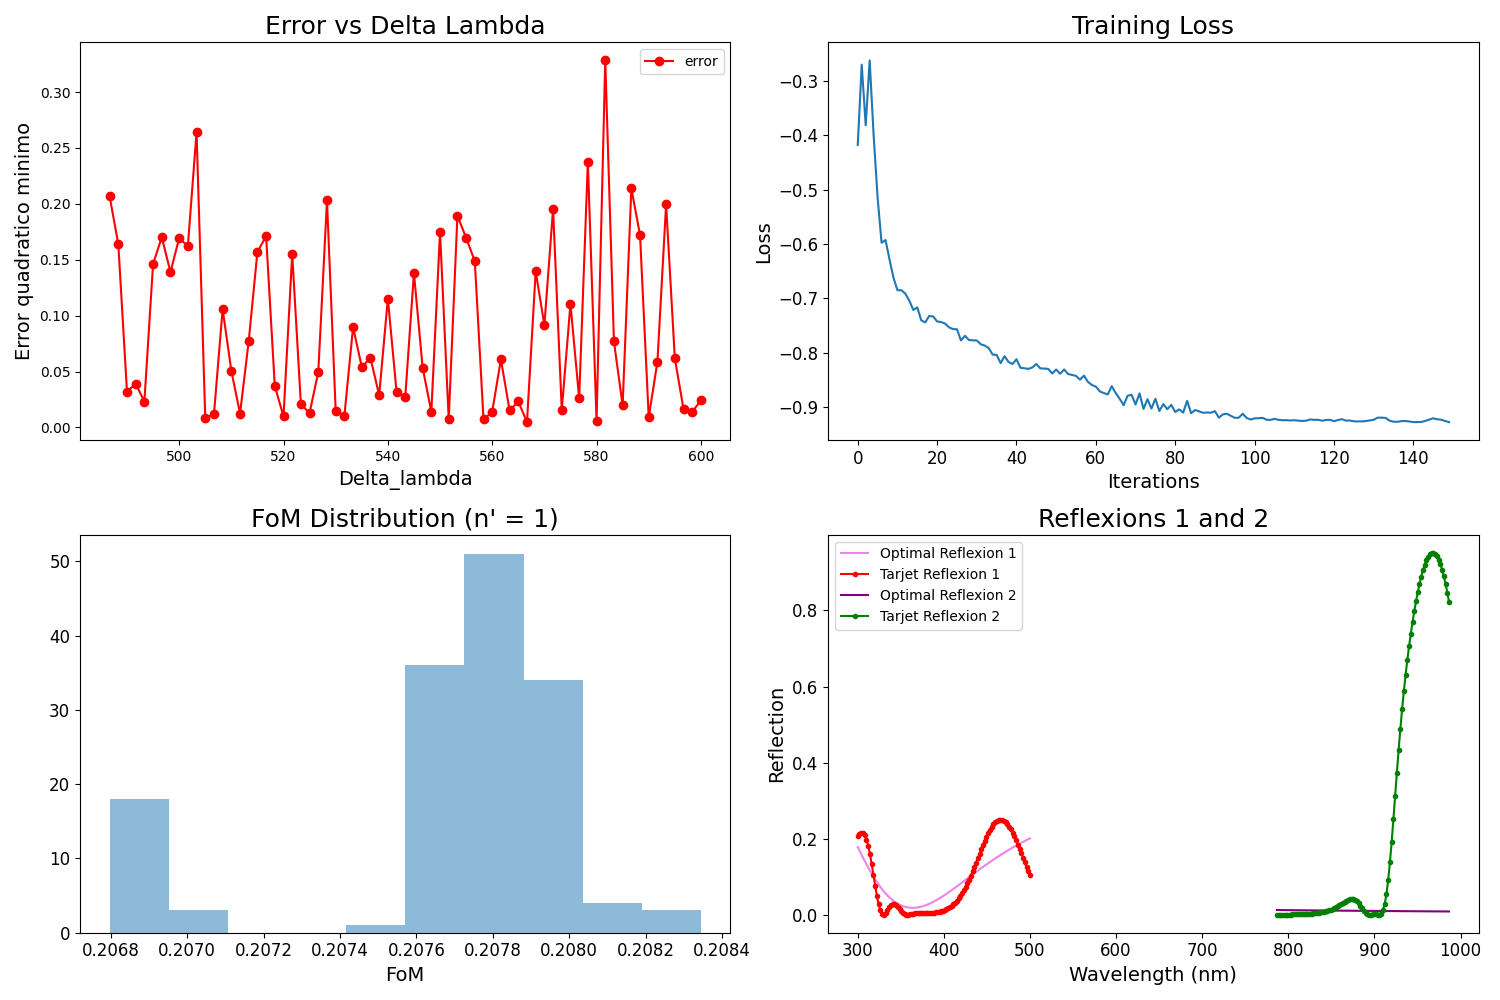 Error vs Delta Lambda
error
0.30
0.25
0.20
0.15
0.10
0.05
0.00
Error quadratico minimo
500 520 540 560 580 600
Delta_lambda
Training Loss
−0.3
−0.4
−0.5
−0.6
−0.7
−0.8
−0.9
Loss
0 20 40 60 80 100 120 140
Iterations
FoM Distribution (n' = 1)
50
40
30
20
10
0
0.2068 0.2070 0.2072 0.2074 0.2076 0.2078 0.2080 0.2082 0.2084
FoM
Reflexions 1 and 2
Optimal Reflexion 1
Tarjet Reflexion 1
Optimal Reflexion 2
Tarjet Reflexion 2
0.8
0.6
0.4
0.2
0.0
Reflection
300 400 500 600 700 800 900 1000
Wavelength (nm)